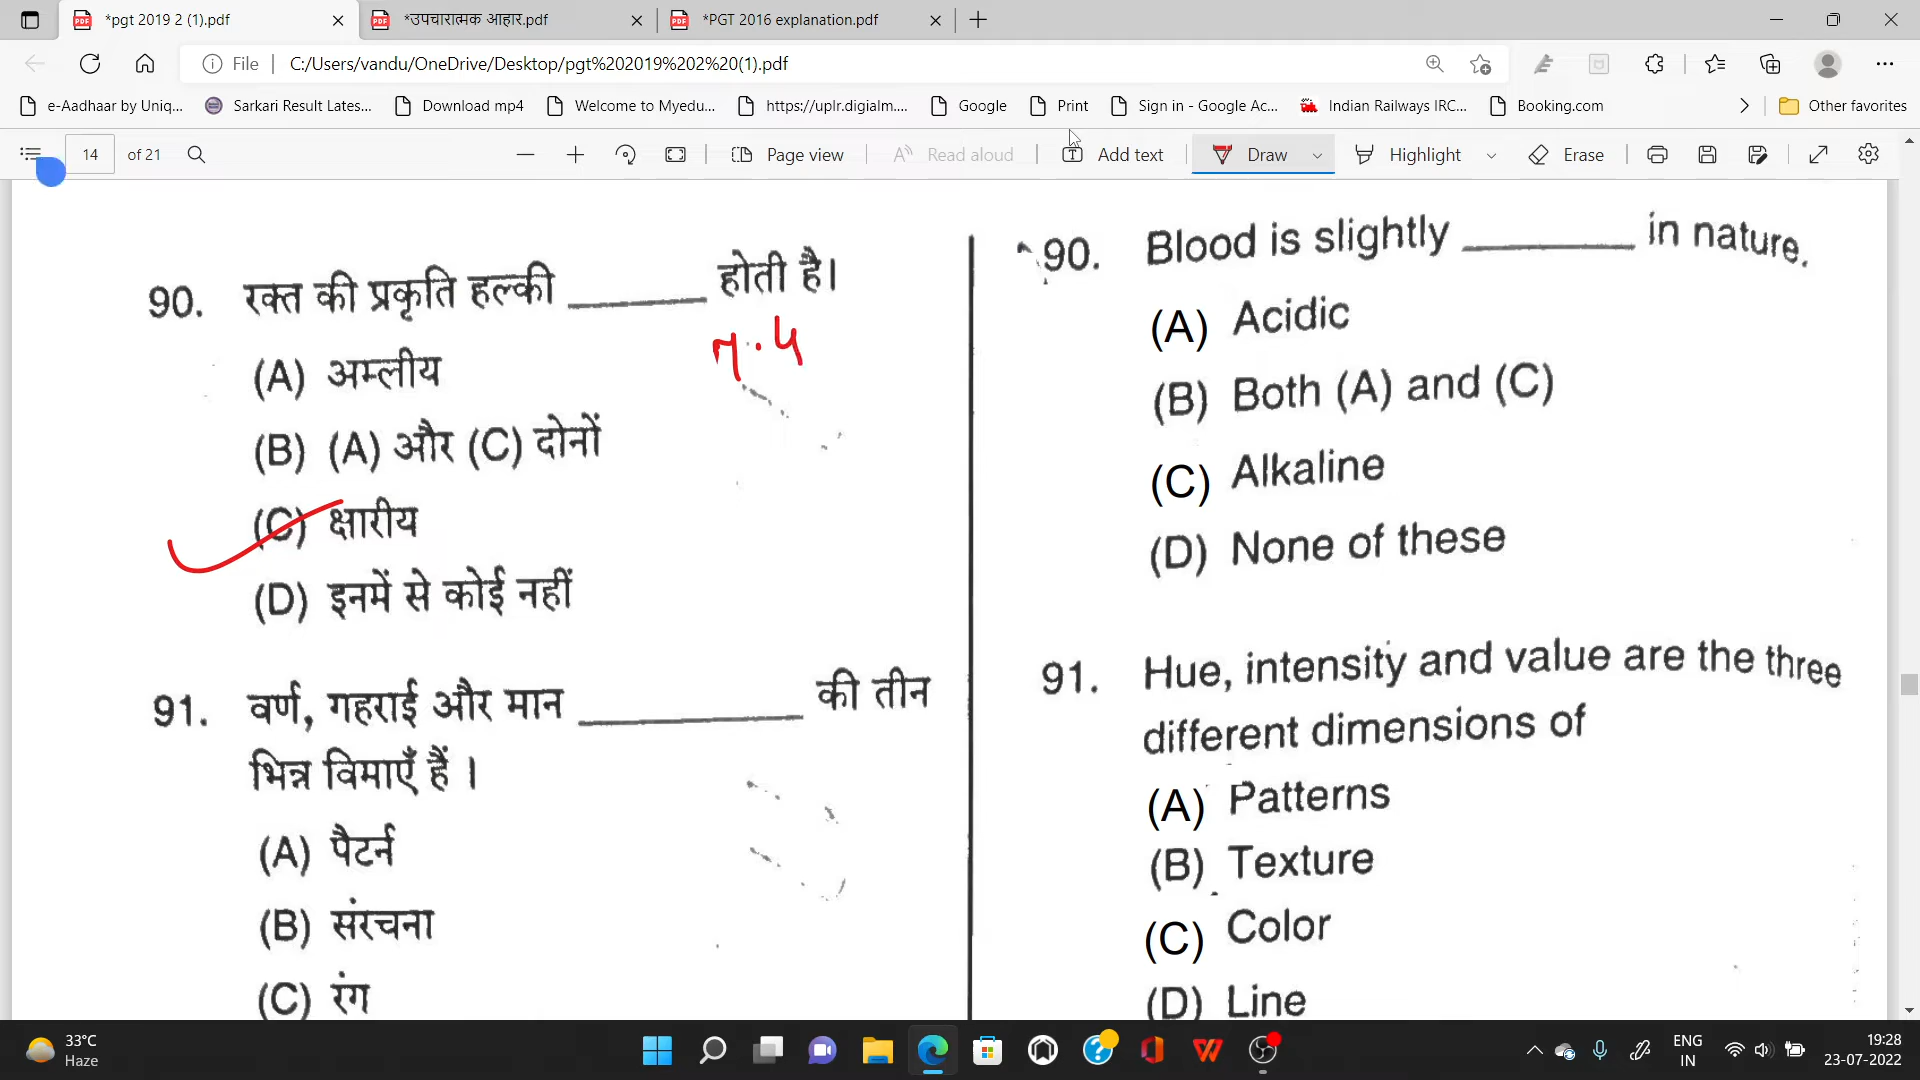 *pgt 2019 2 (1).pdf
*उपचारात्मक आहार.pdf
*PGT 2016 explanation.pdf
File
C:/Users/vandu/OneDrive/Desktop/pgt%202019%202%20(1).pdf
e-Aadhaar by Uniq...
Sarkari Result Lates...
Download mp4
Welcome to Myedu...
https://uplr.digialm....
Google
Print
Sign in - Google Ac...
Indian Railways IRC...
Booking.com
Other favorites
14 of 21
Page view
Read aloud
Add text
Draw
Highlight
Erase
90. रक्त की प्रकृति हल्की ________ होती है।
7.4
(A) अम्लीय
(B) (A) और (C) दोनों
(C) क्षारीय
(D) इनमें से कोई नहीं
91. वर्ण, गहराई और मान ________ की तीन
भिन्न विमाएँ हैं ।
(A) पैटर्न
(B) संरचना
(C) रंग
90. Blood is slightly ________ in nature.
(A) Acidic
(B) Both (A) and (C)
(C) Alkaline
(D) None of these
91. Hue, intensity and value are the three
different dimensions of
(A) Patterns
(B) Texture
(C) Color
(D) Line
33°C
Haze
ENG
IN
19:28
23-07-2022